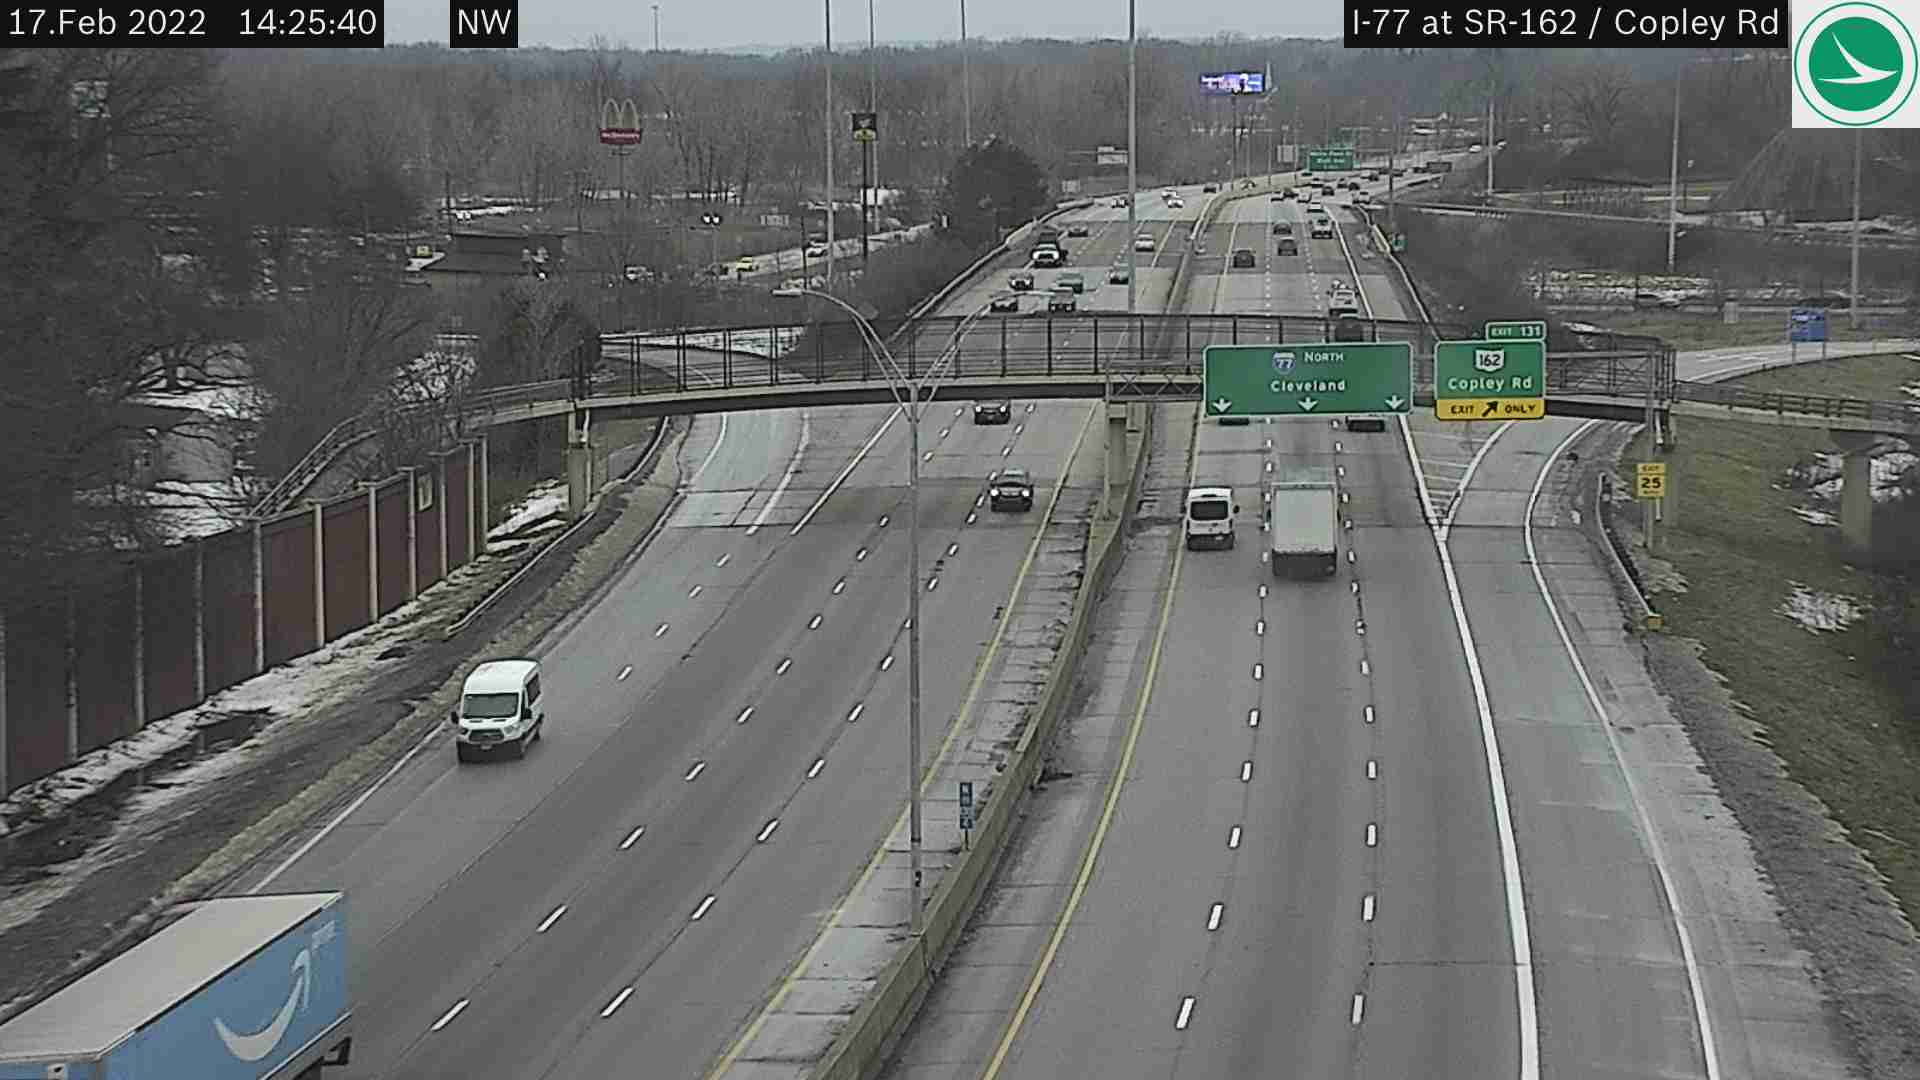 17.Feb 2022 14:25:40
NW
I-77 at SR-162 / Copley Rd
McDonald's
EXIT 131
77 NORTH
Cleveland
162
Copley Rd
EXIT ONLY
EXIT
25